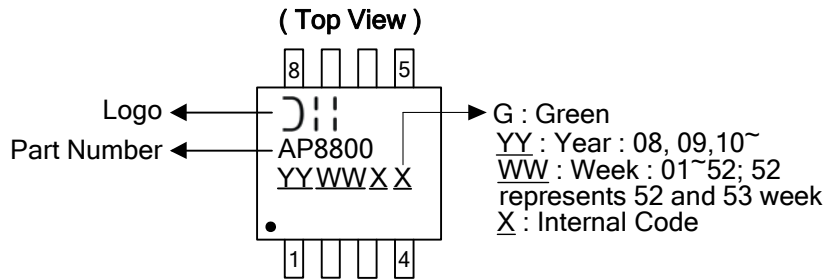 ( Top View )
8 5
Logo
Part Number
AP8800
YYWWX X
1 4
G : Green
YY : Year : 08, 09,10~
WW : Week : 01~52; 52
represents 52 and 53 week
X : Internal Code